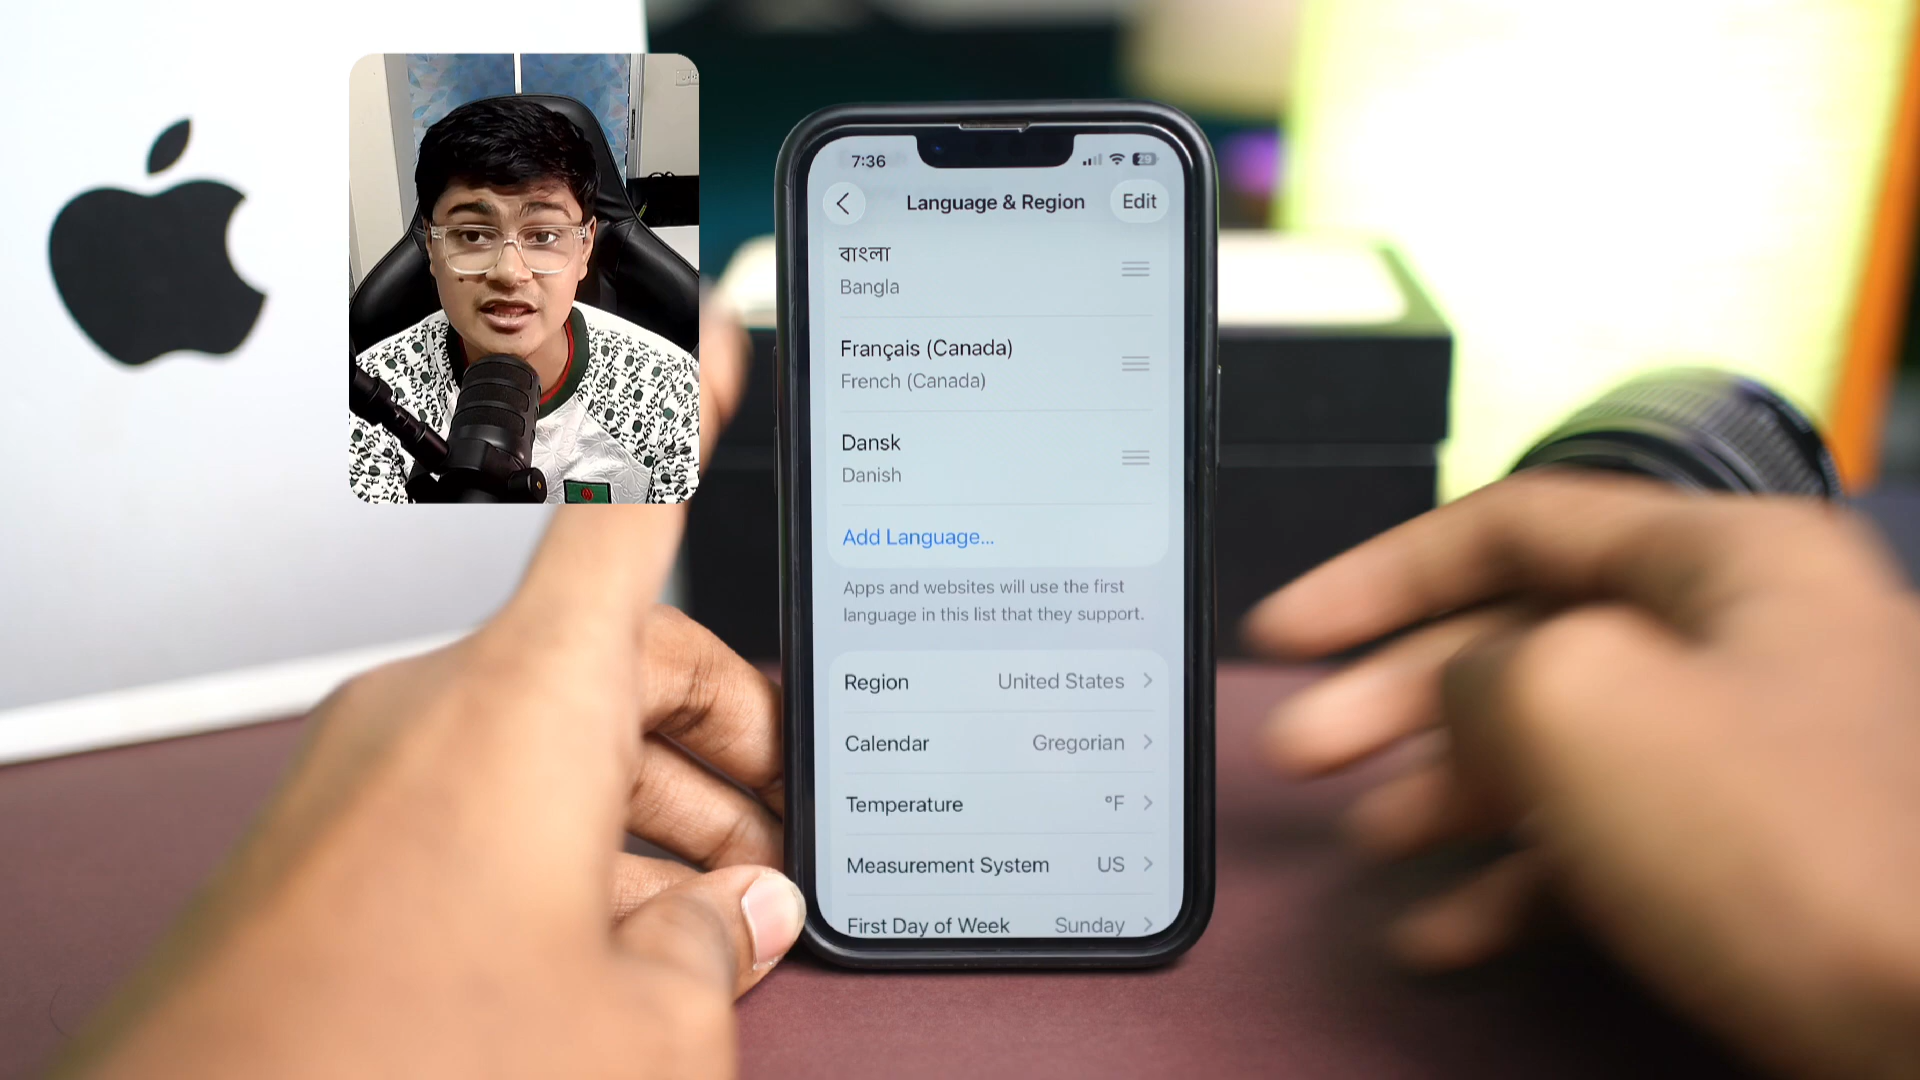 7:36
29
Language & Region
Edit
বাংলা
Bangla
Français (Canada)
French (Canada)
Dansk
Danish
Add Language...
Apps and websites will use the first
language in this list that they support.
Region United States
Calendar Gregorian
Temperature °F
Measurement System US
First Day of Week Sunday